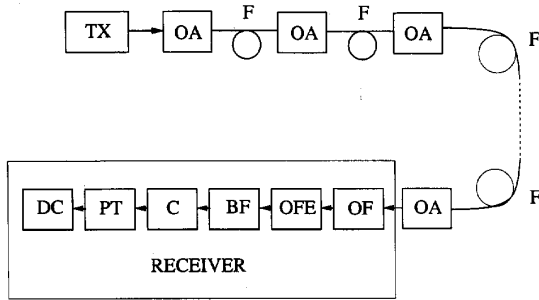 F F
TX OA OA OA F
F
DC PT C BF OFE OF OA
RECEIVER